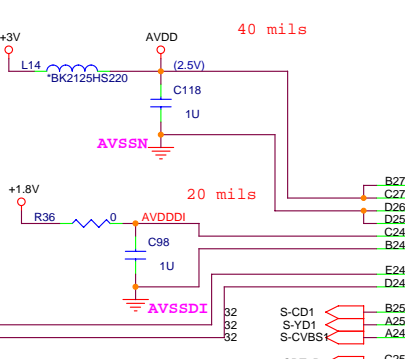 40 mils
+3V
AVDD
L14
(2.5V)
*BK2125HS220
C118
1U
AVSSN
B27
+1.8V
20 mils
C27
D26
R36
0
AVDDDI
D25
C24
C98
B24
1U
E24
D24
AVSSDI
32
S-CD1
B25
32
S-YD1
A25
32
S-CVBS1
A24
C26